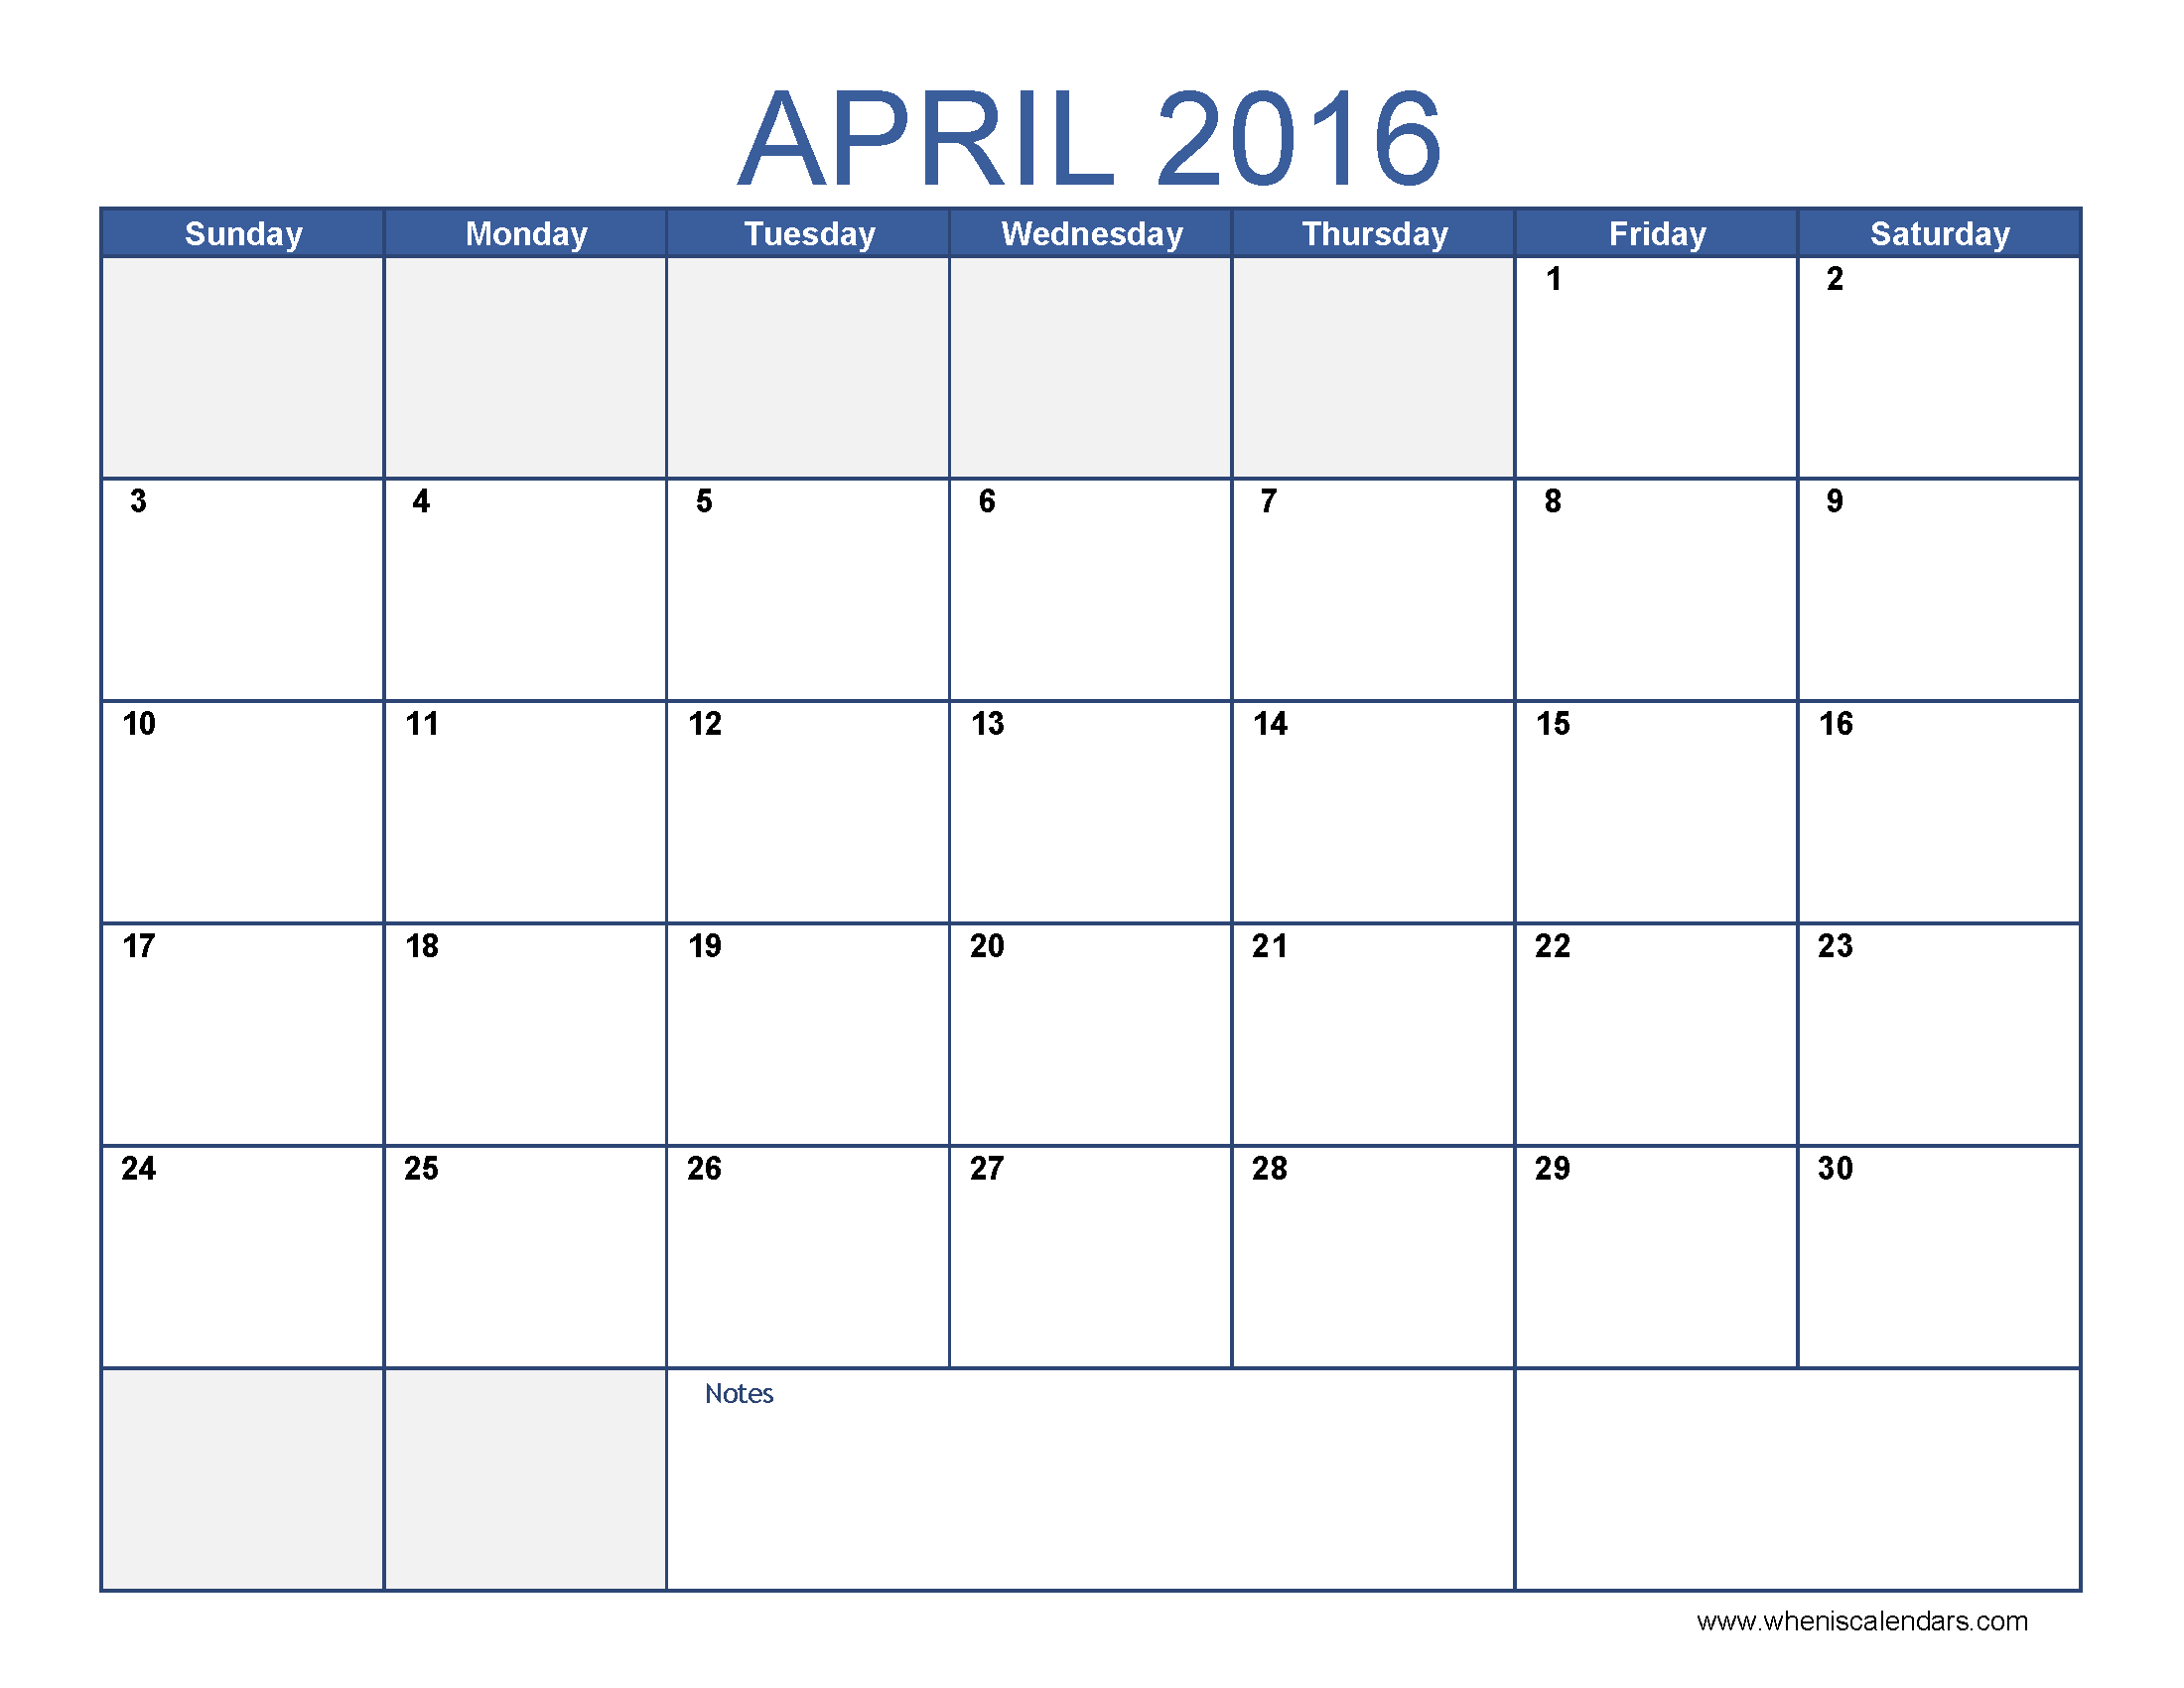 APRIL 2016
Sunday Monday Tuesday Wednesday Thursday Friday Saturday
1 2
3 4 5 6 7 8 9
10 11 12 13 14 15 16
17 18 19 20 21 22 23
24 25 26 27 28 29 30
Notes
www.wheniscalendars.com